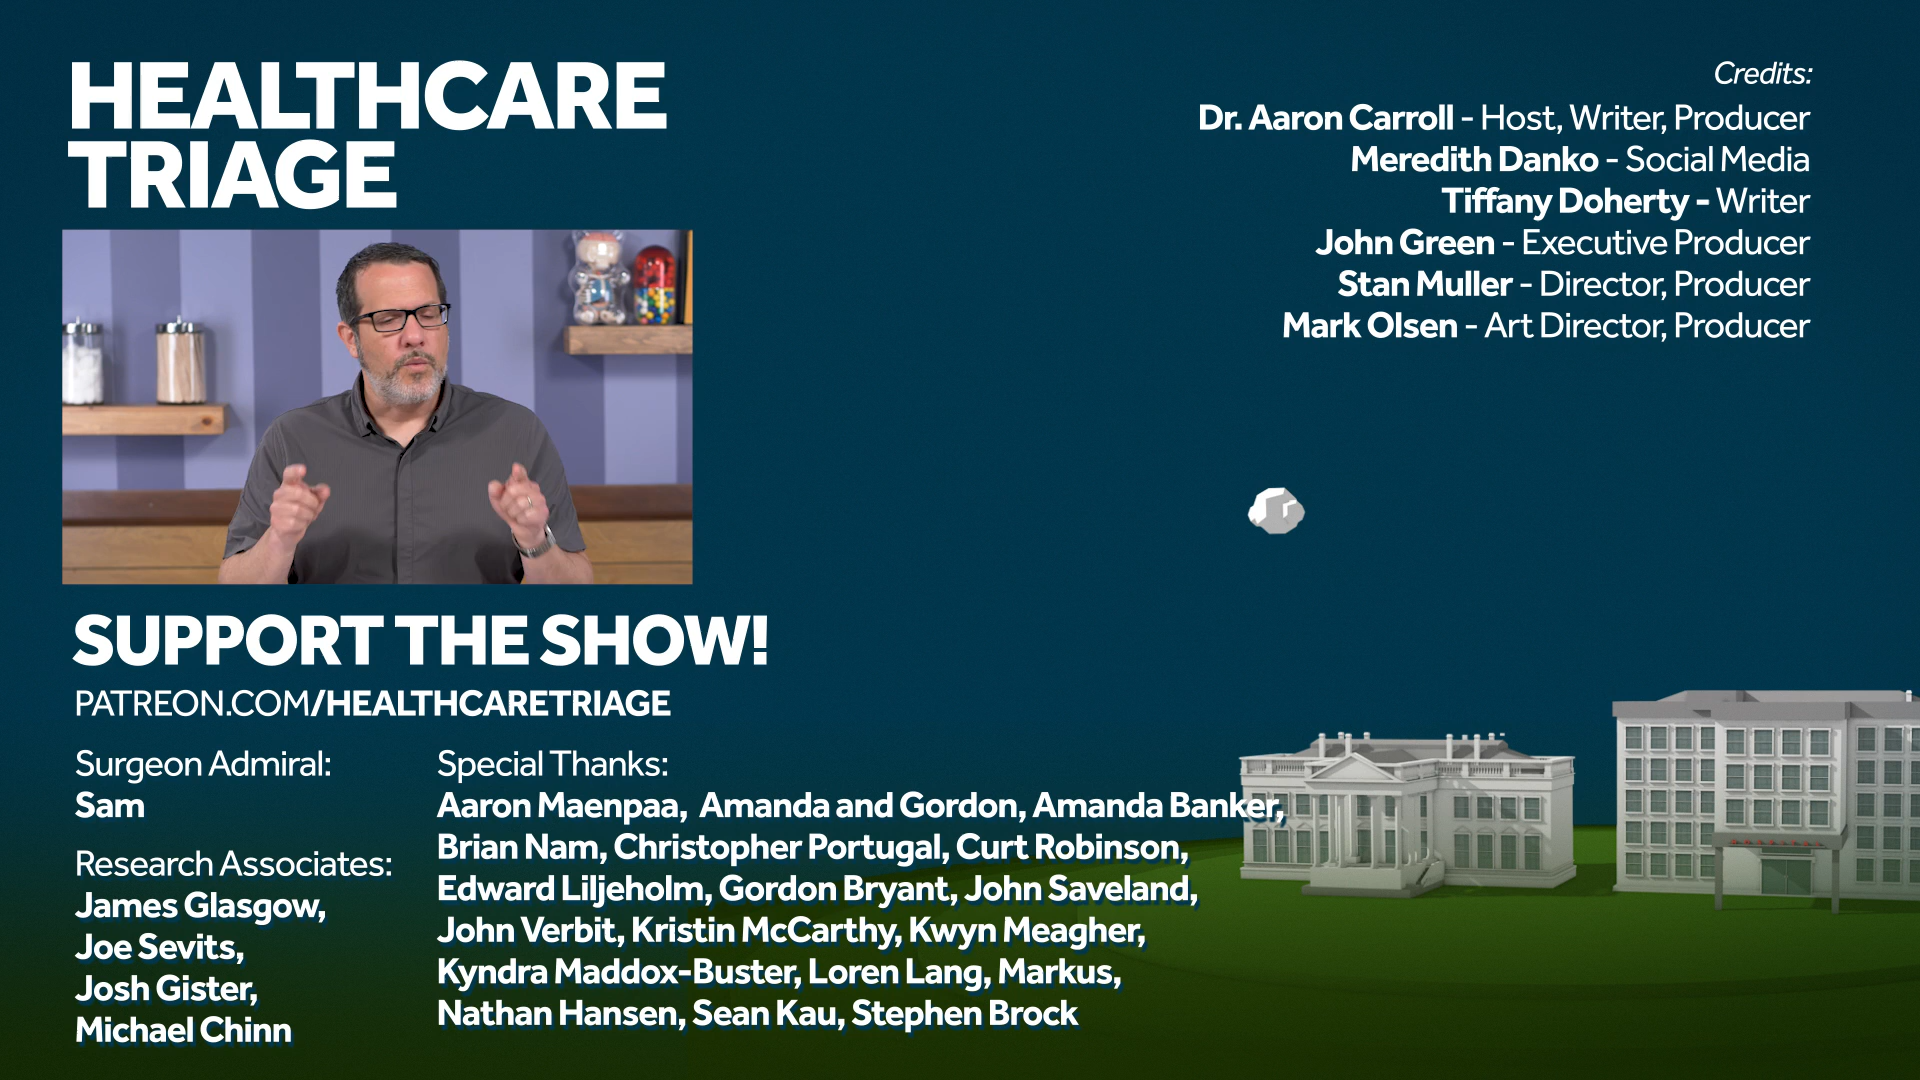 HEALTHCARE
TRIAGE
Credits:
Dr. Aaron Carroll - Host, Writer, Producer
Meredith Danko - Social Media
Tiffany Doherty - Writer
John Green - Executive Producer
Stan Muller - Director, Producer
Mark Olsen - Art Director, Producer
SUPPORT THE SHOW!
PATREON.COM/HEALTHCARETRIAGE
Surgeon Admiral:
Sam
Research Associates:
James Glasgow,
Joe Sevits,
Josh Gister,
Michael Chinn
Special Thanks:
Aaron Maenpaa, Amanda and Gordon, Amanda Banker,
Brian Nam, Christopher Portugal, Curt Robinson,
Edward Liljeholm, Gordon Bryant, John Saveland,
John Verbit, Kristin McCarthy, Kwyn Meagher,
Kyndra Maddox-Buster, Loren Lang, Markus,
Nathan Hansen, Sean Kau, Stephen Brock